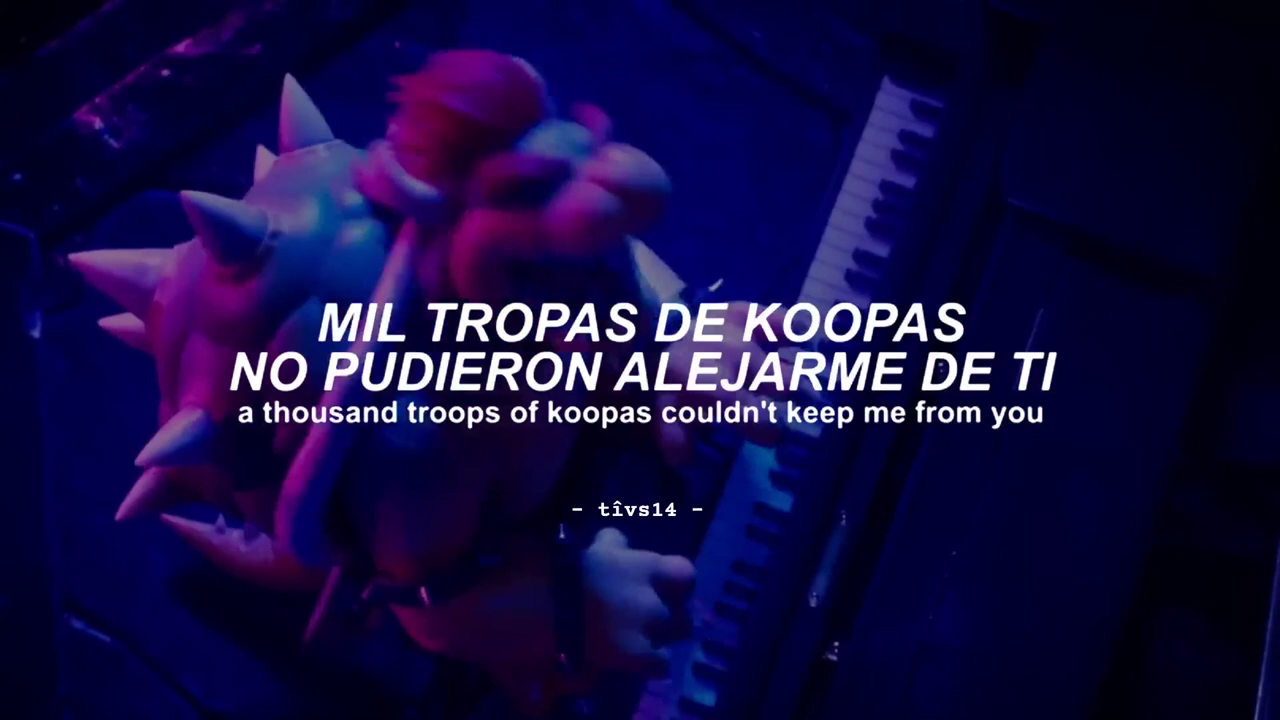 MIL TROPAS DE KOOPAS
NO PUDIERON ALEJARME DE TI
a thousand troops of koopas couldn't keep me from you
- tîvs14 -